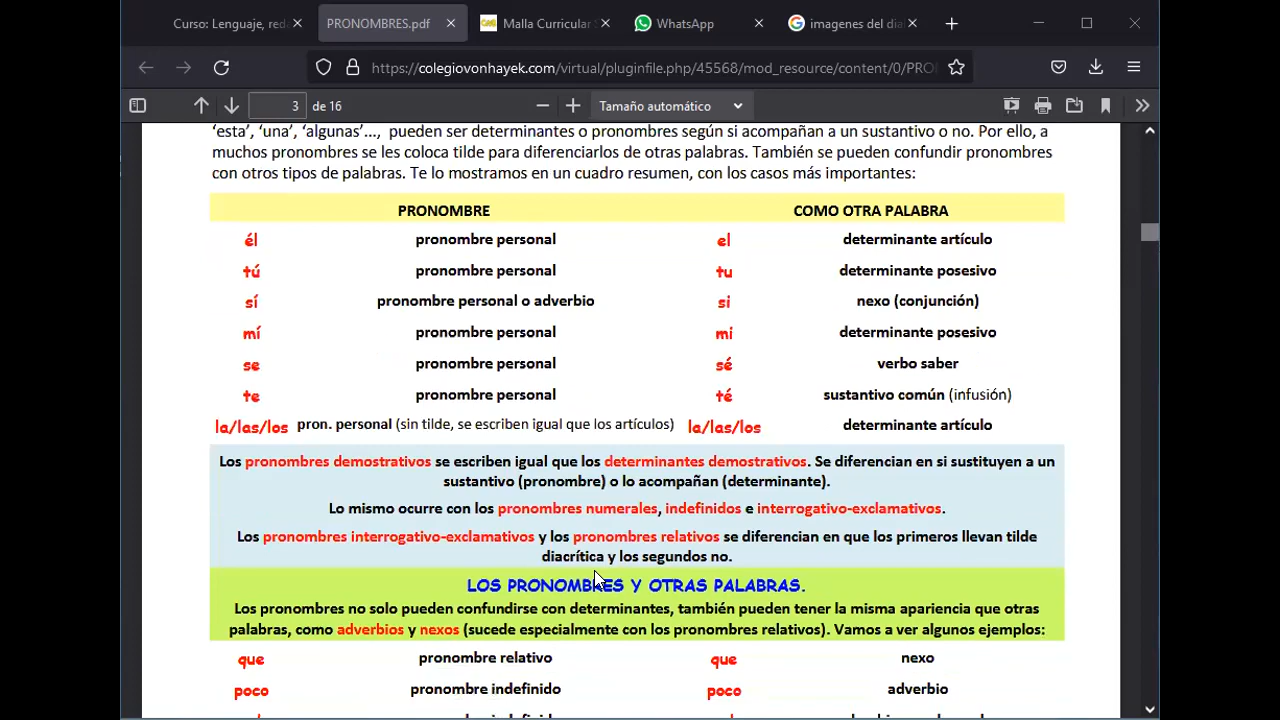 Curso: Lenguaje, red
PRONOMBRES.pdf
Malla Curricular
WhatsApp
imagenes del dia
https://colegiovonhayek.com/virtual/pluginfile.php/45568/mod_resource/content/0/PRO
3 de 16
Tamaño automático
'esta', 'una', 'algunas'..., pueden ser determinantes o pronombres según si acompañan a un sustantivo o no. Por ello, a
muchos pronombres se les coloca tilde para diferenciarlos de otras palabras. También se pueden confundir pronombres
con otros tipos de palabras. Te lo mostramos en un cuadro resumen, con los casos más importantes:
PRONOMBRE COMO OTRA PALABRA
él pronombre personal el determinante artículo
tú pronombre personal tu determinante posesivo
sí pronombre personal o adverbio si nexo (conjunción)
mí pronombre personal mi determinante posesivo
se pronombre personal sé verbo saber
te pronombre personal té sustantivo común (infusión)
la/las/los pron. personal (sin tilde, se escriben igual que los artículos) la/las/los determinante artículo
Los pronombres demostrativos se escriben igual que los determinantes demostrativos. Se diferencian en si sustituyen a un
sustantivo (pronombre) o lo acompañan (determinante).
Lo mismo ocurre con los pronombres numerales, indefinidos e interrogativo-exclamativos.
Los pronombres interrogativo-exclamativos y los pronombres relativos se diferencian en que los primeros llevan tilde
diacrítica y los segundos no.
LOS PRONOMBRES Y OTRAS PALABRAS.
Los pronombres no solo pueden confundirse con determinantes, también pueden tener la misma apariencia que otras
palabras, como adverbios y nexos (sucede especialmente con los pronombres relativos). Vamos a ver algunos ejemplos:
que pronombre relativo que nexo
poco pronombre indefinido poco adverbio